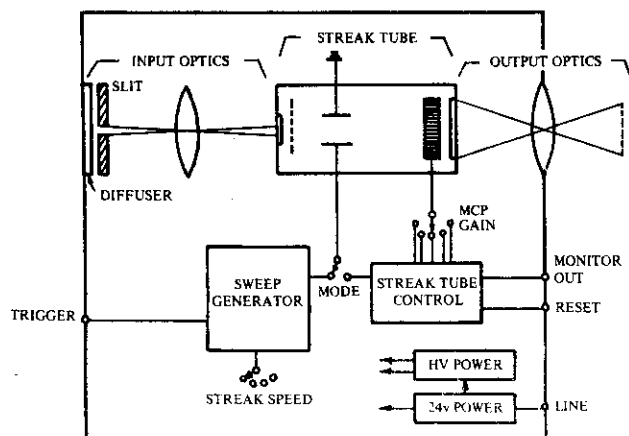 STREAK TUBE
INPUT OPTICS
OUTPUT OPTICS
SLIT
DIFFUSER
MCP
GAIN
SWEEP
GENERATOR
MODE
STREAK TUBE
CONTROL
MONITOR
OUT
RESET
TRIGGER
STREAK SPEED
HV POWER
24v POWER
LINE